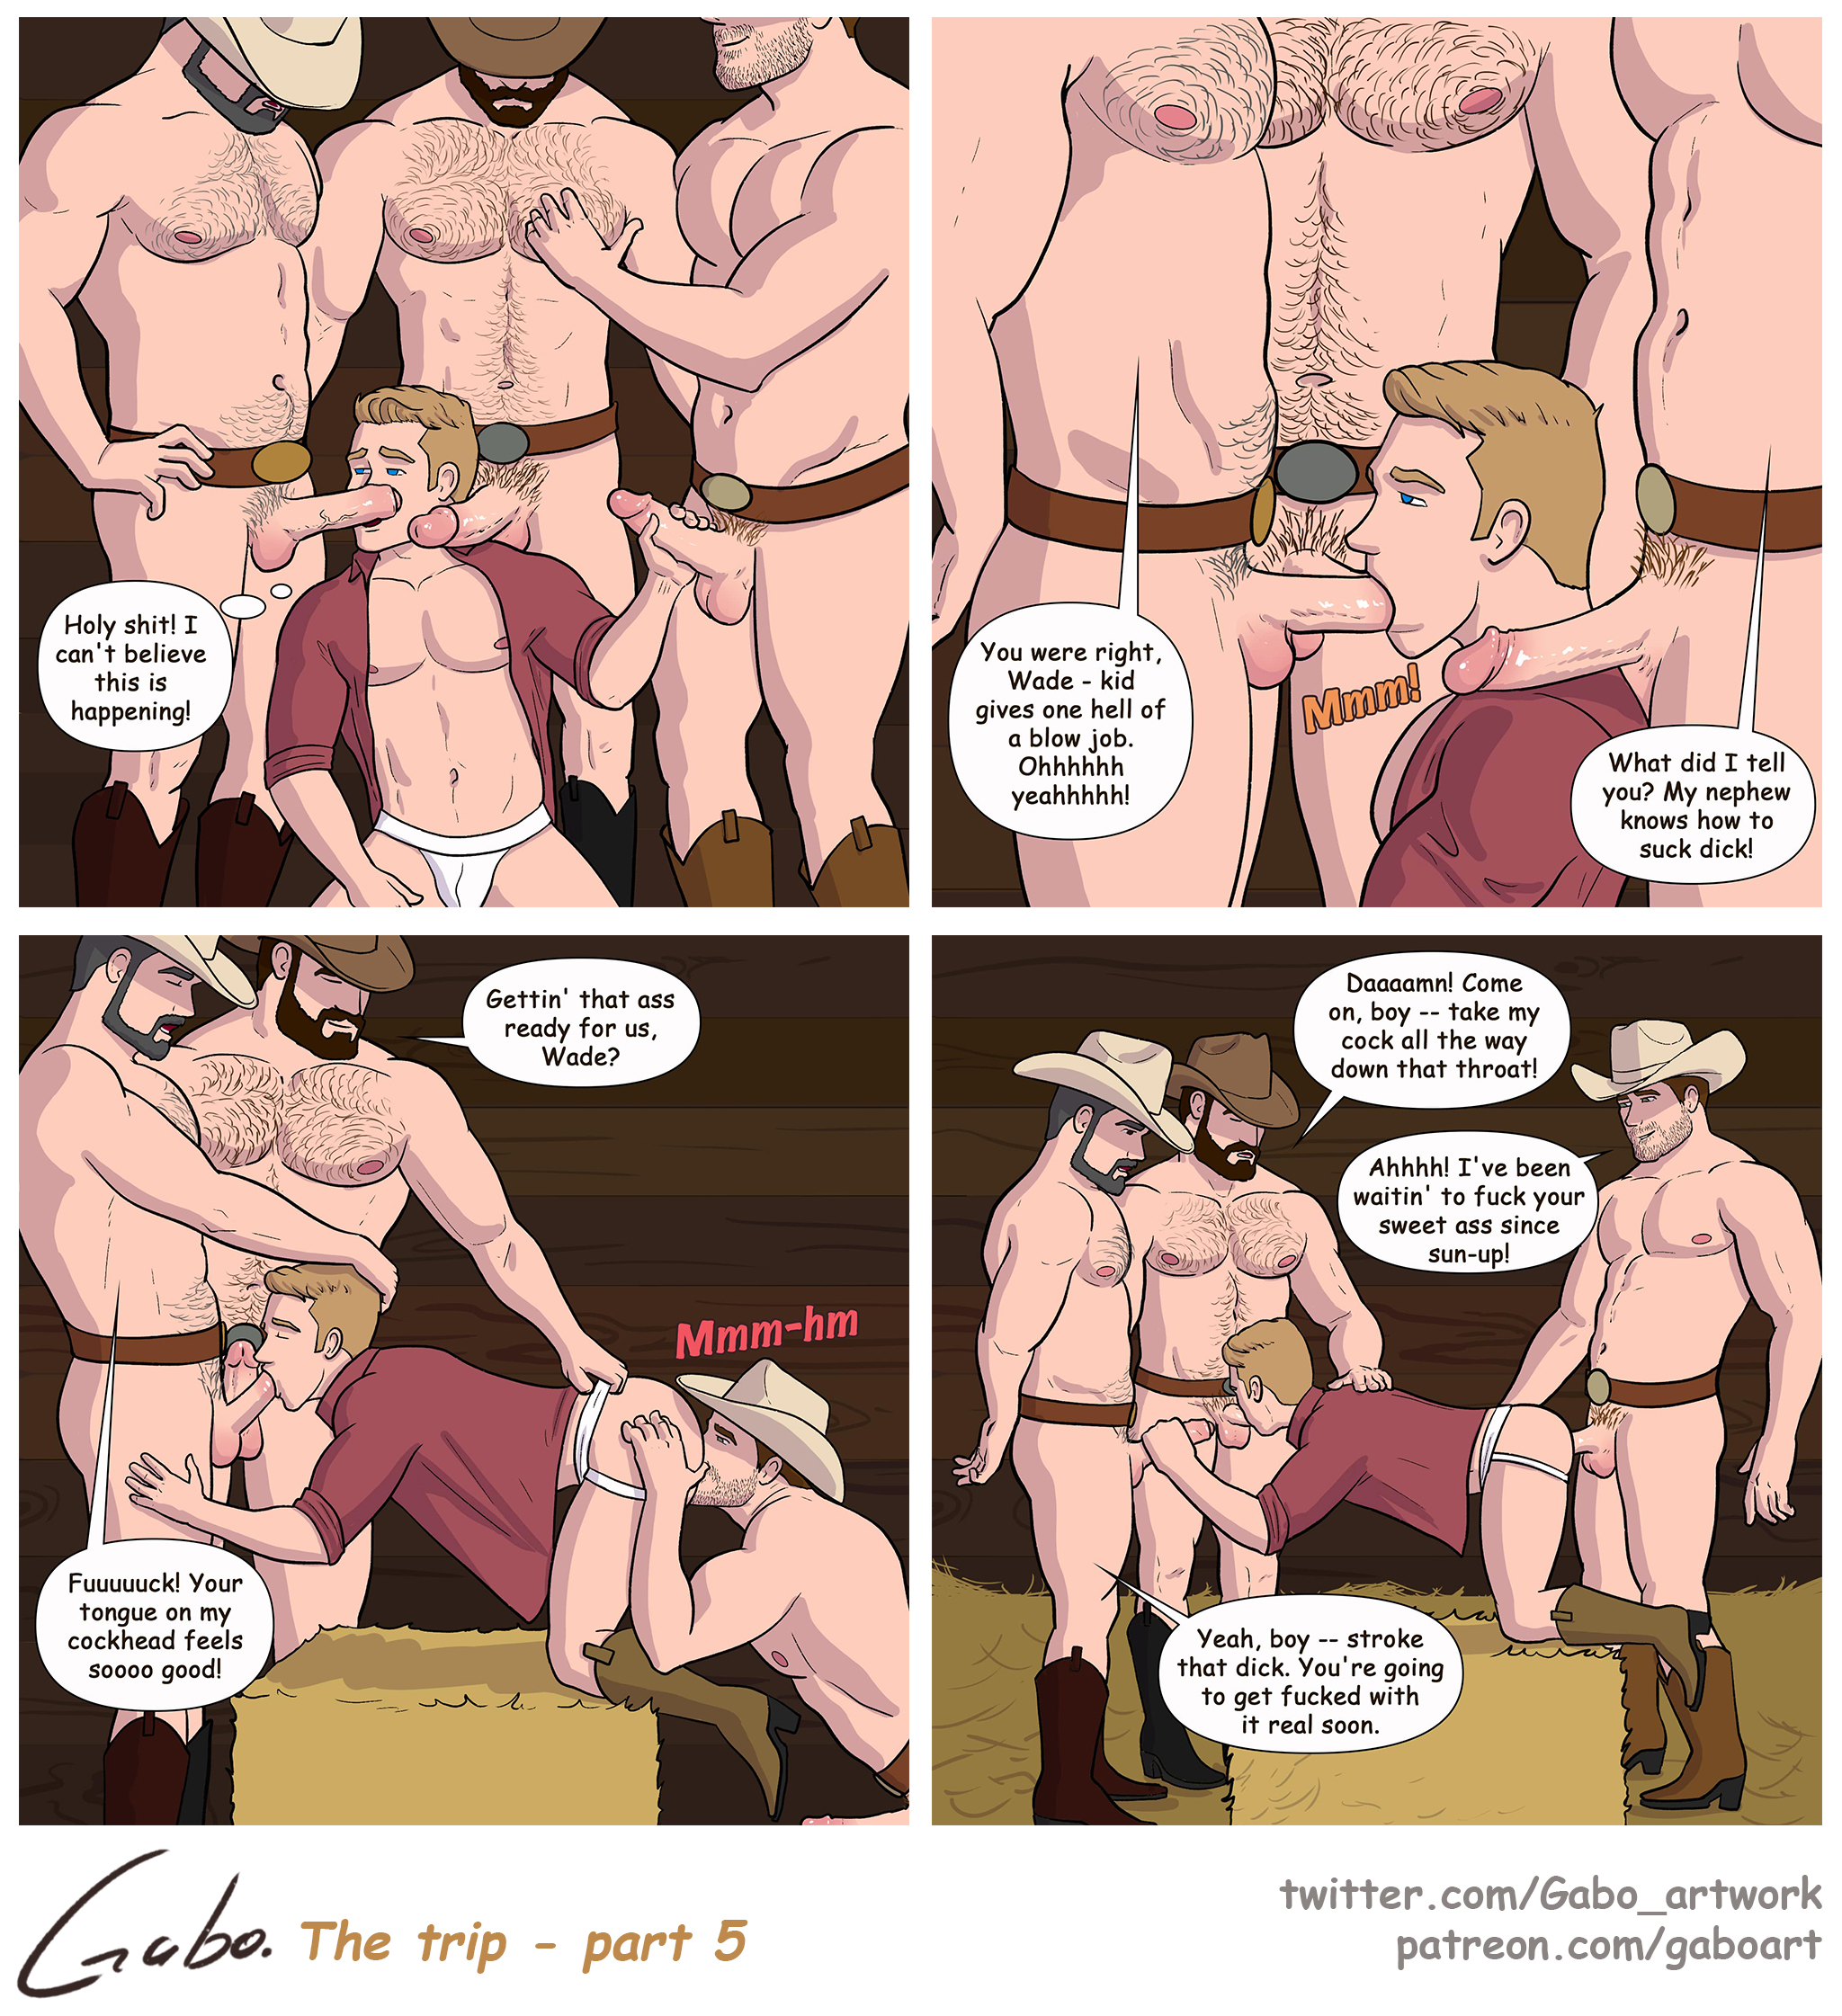 Holy shit! I
can't believe
this is
happening!
You were right,
Wade - kid
gives one hell of
a blow job.
Ohhhhhh
yeahhhhh!
Mmm!
What did I tell
you? My nephew
knows how to
suck dick!
Gettin' that ass
ready for us,
Wade?
Mmm-hm
Fuuuuuck! Your
tongue on my
cockhead feels
soooo good!
Daaaamn! Come
on, boy -- take my
cock all the way
down that throat!
Ahhhh! I've been
waitin' to fuck your
sweet ass since
sun-up!
Yeah, boy -- stroke
that dick. You're going
to get fucked with
it real soon.
Gabo. The trip - part 5
twitter.com/Gabo_artwork
patreon.com/gaboart